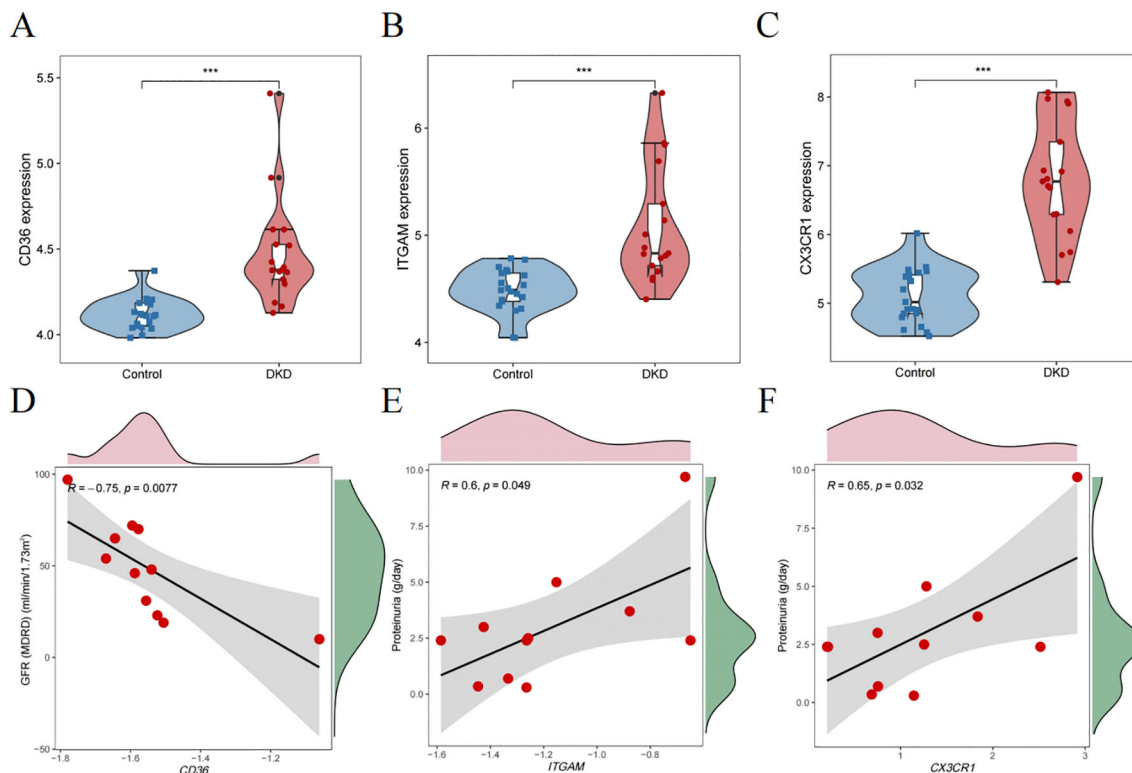 A
B
C
***
***
***
CD36 expression
5.5
5.0
4.5
4.0
Control
DKD
ITGAM expression
6
5
4
Control
DKD
CX3CR1 expression
8
7
6
5
Control
DKD
D
E
F
R = −0.75, p = 0.0077
GFR (MDRD) (ml/min/1.73m²)
100
50
0
−50
−1.8
−1.6
−1.4
−1.2
CD36
R = 0.6, p = 0.049
Proteinuria (g/day)
10.0
7.5
5.0
2.5
0.0
−1.6
−1.4
−1.2
−1.0
−0.8
ITGAM
R = 0.65, p = 0.032
Proteinuria (g/day)
10.0
7.5
5.0
2.5
0.0
1
2
3
CX3CR1